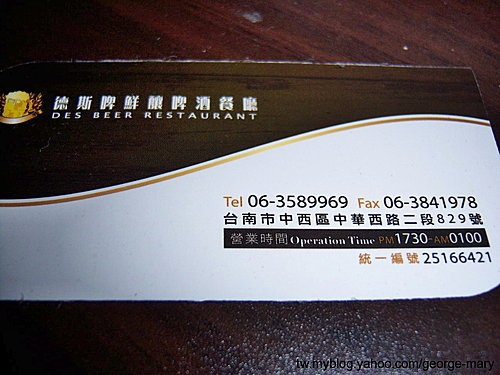 德斯啤鮮釀啤酒餐廳
DES BEER RESTAURANT
Tel 06-3589969 Fax 06-3841978
台南市中西區中華西路二段829號
營業時間 Operation Time PM1730-AM0100
統一編號 25166421
tw.myblog.yahoo.com/george-mary